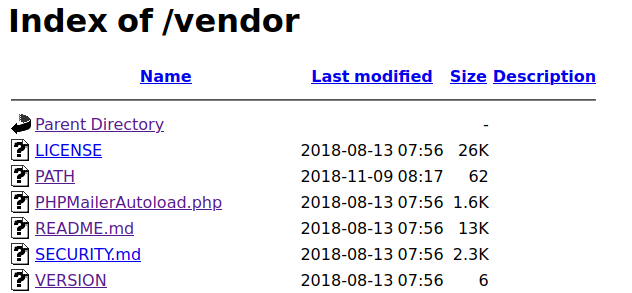 Index of /vendor
Name Last modified Size Description
Parent Directory -
LICENSE 2018-08-13 07:56 26K
PATH 2018-11-09 08:17 62
PHPMailerAutoload.php 2018-08-13 07:56 1.6K
README.md 2018-08-13 07:56 13K
SECURITY.md 2018-08-13 07:56 2.3K
VERSION 2018-08-13 07:56 6